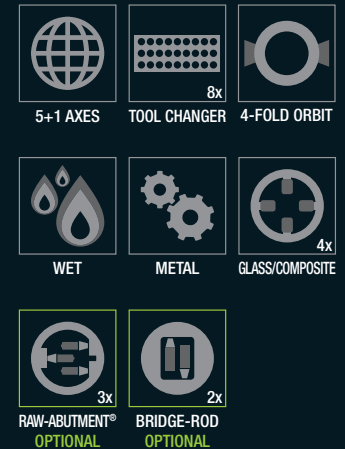 8x
5+1 AXES TOOL CHANGER 4-FOLD ORBIT
4x
WET METAL GLASS/COMPOSITE
3x 2x
RAW-ABUTMENT® BRIDGE-ROD
OPTIONAL OPTIONAL